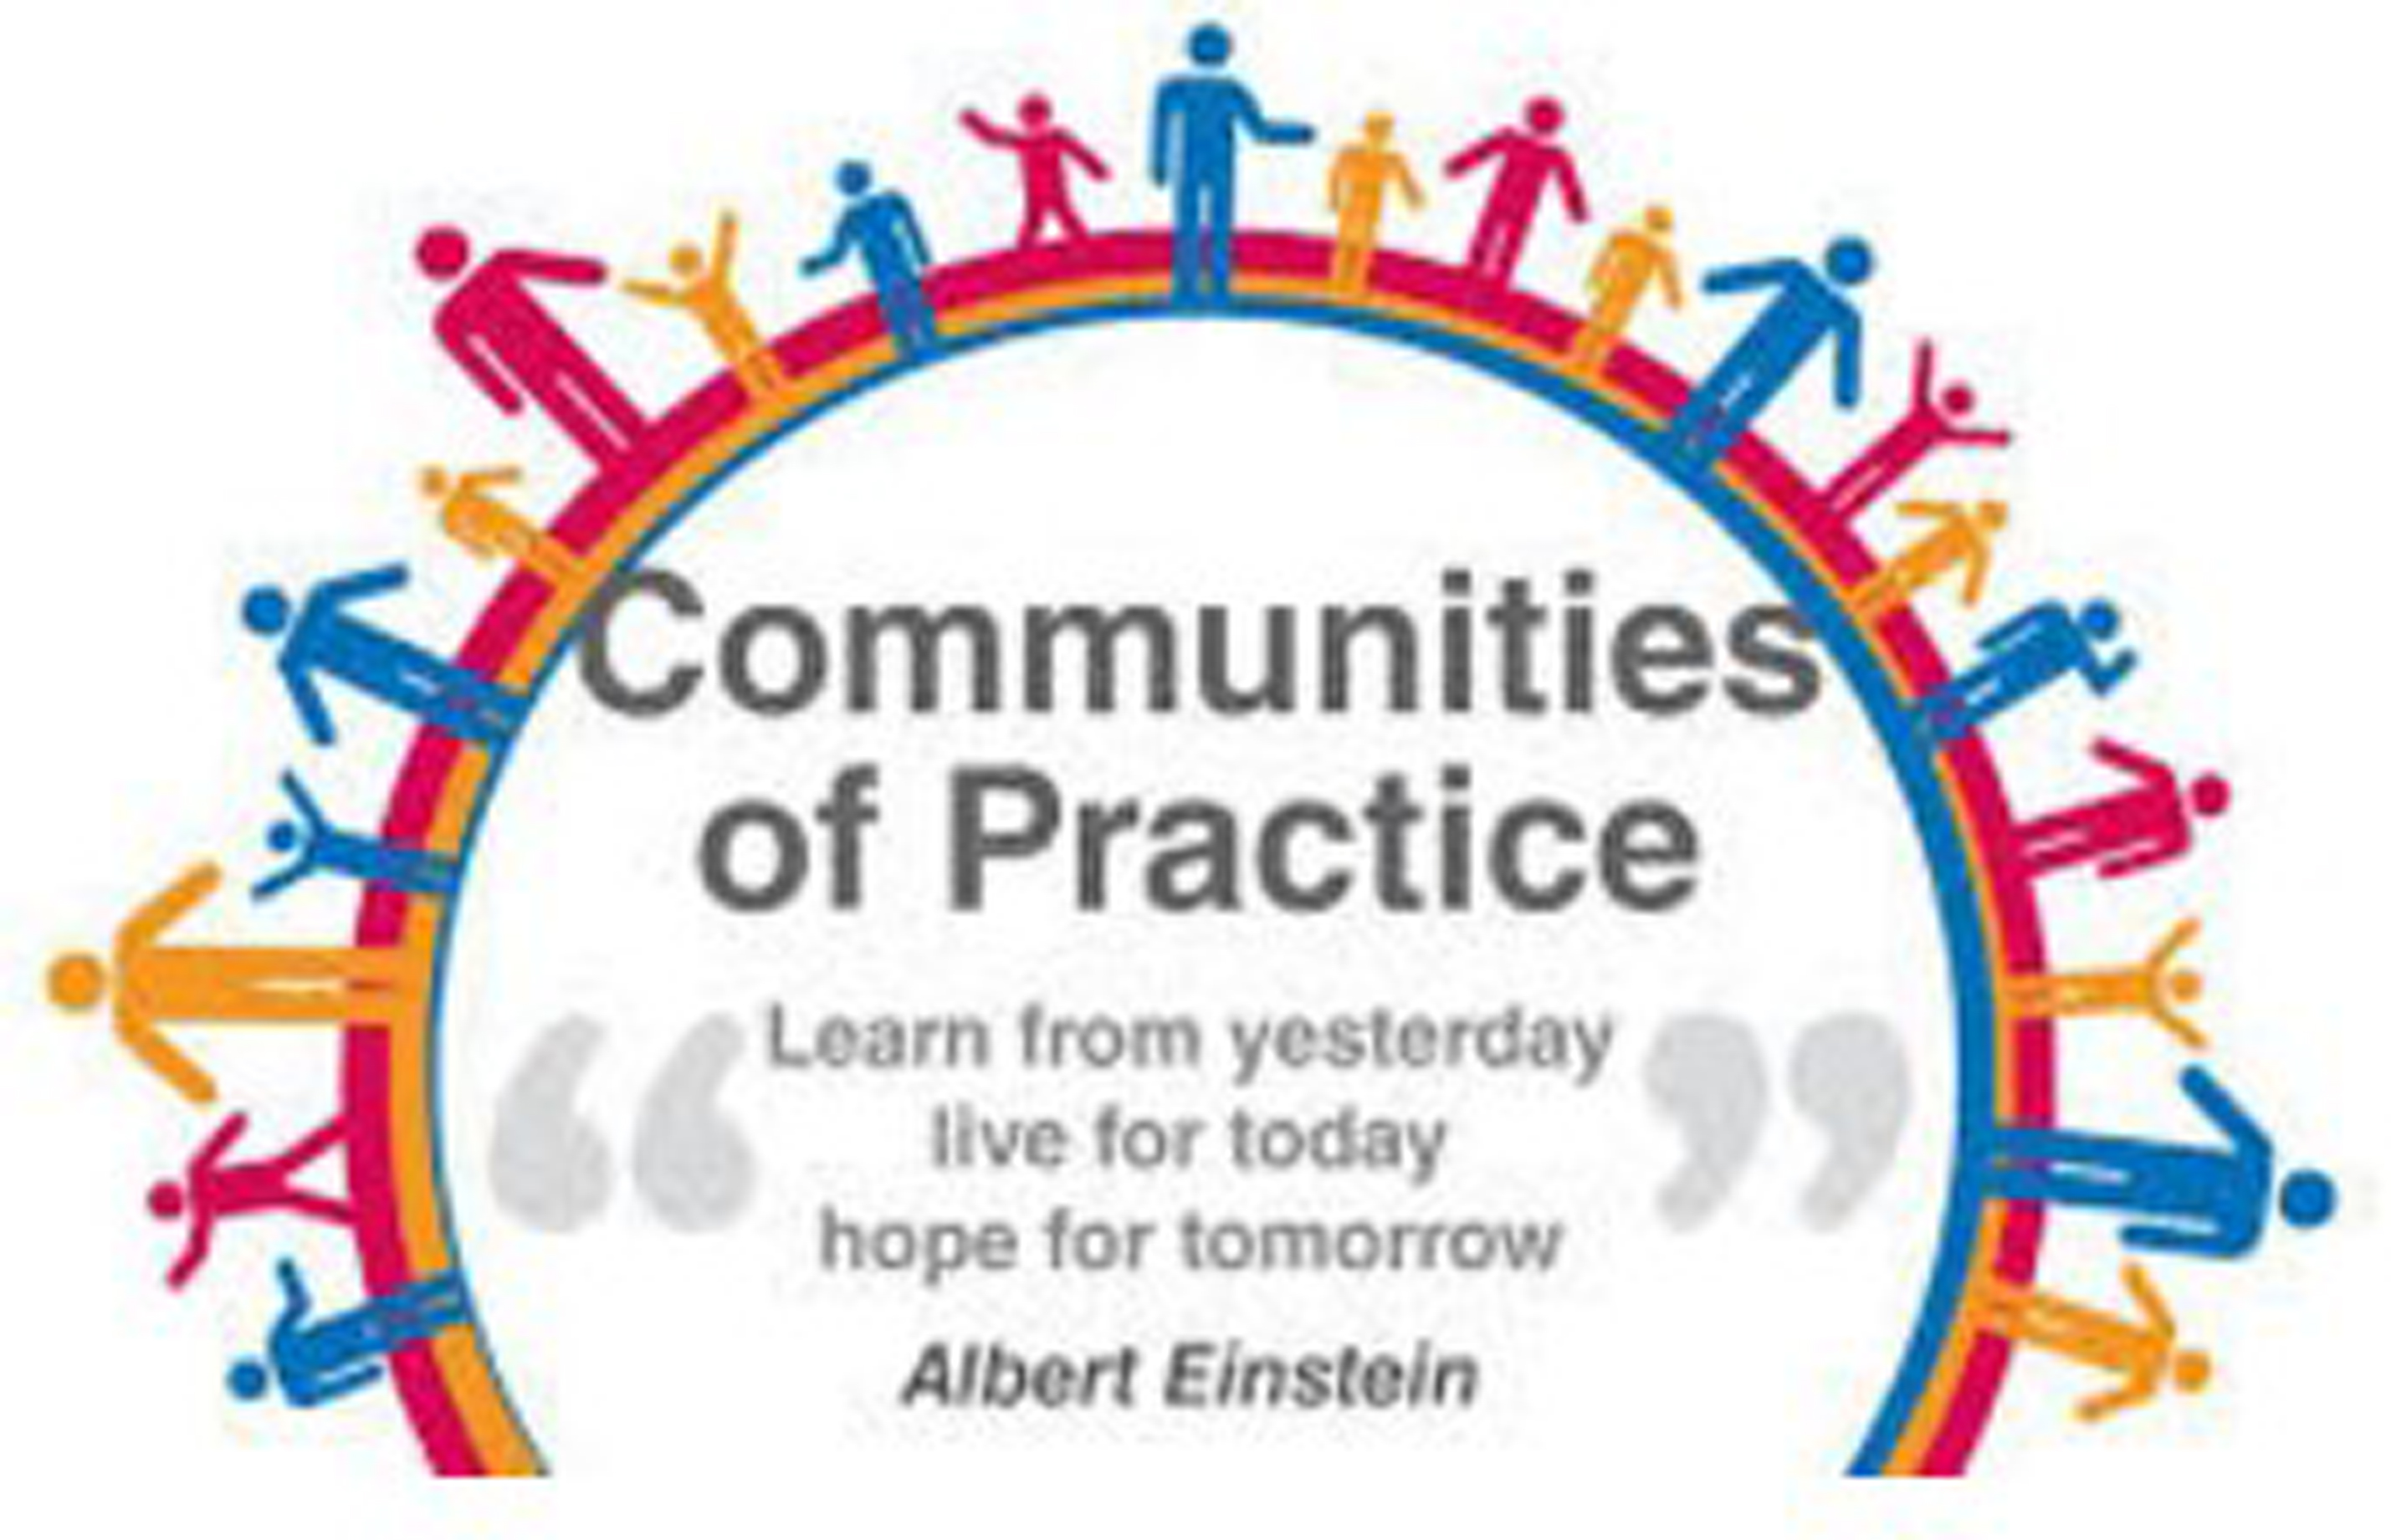 Communities
of Practice
“ Learn from yesterday ”
live for today
hope for tomorrow
Albert Einstein